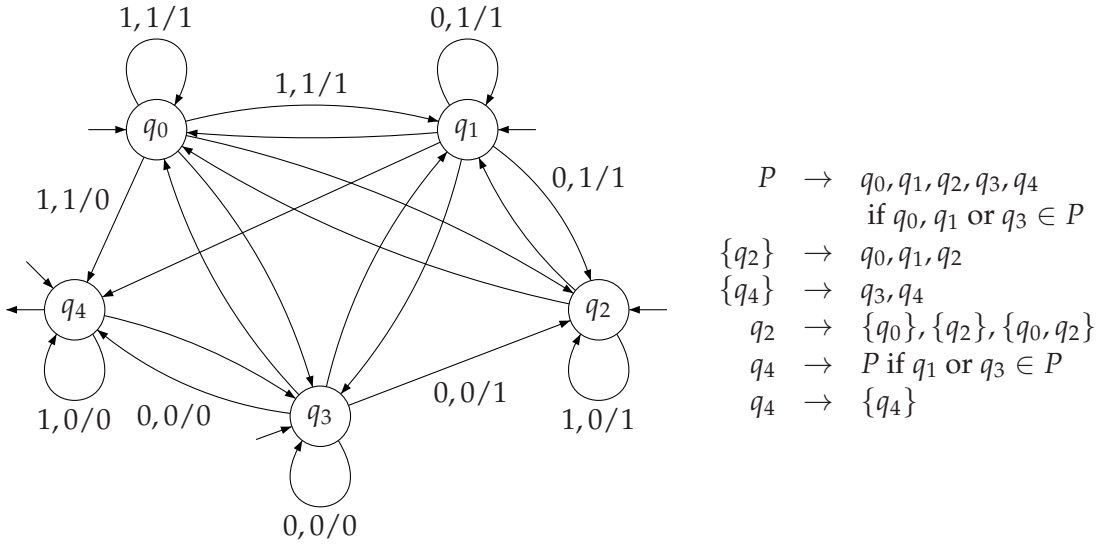 1, 1/1
0, 1/1
1, 1/1
q₀
q₁
1, 1/0
0, 1/1
q₄
q₂
1, 0/0
0, 0/0
q₃
0, 0/1
1, 0/1
0, 0/0
P → q₀, q₁, q₂, q₃, q₄
if q₀, q₁ or q₃ ∈ P
{q₂} → q₀, q₁, q₂
{q₄} → q₃, q₄
q₂ → {q₀}, {q₂}, {q₀, q₂}
q₄ → P if q₁ or q₃ ∈ P
q₄ → {q₄}